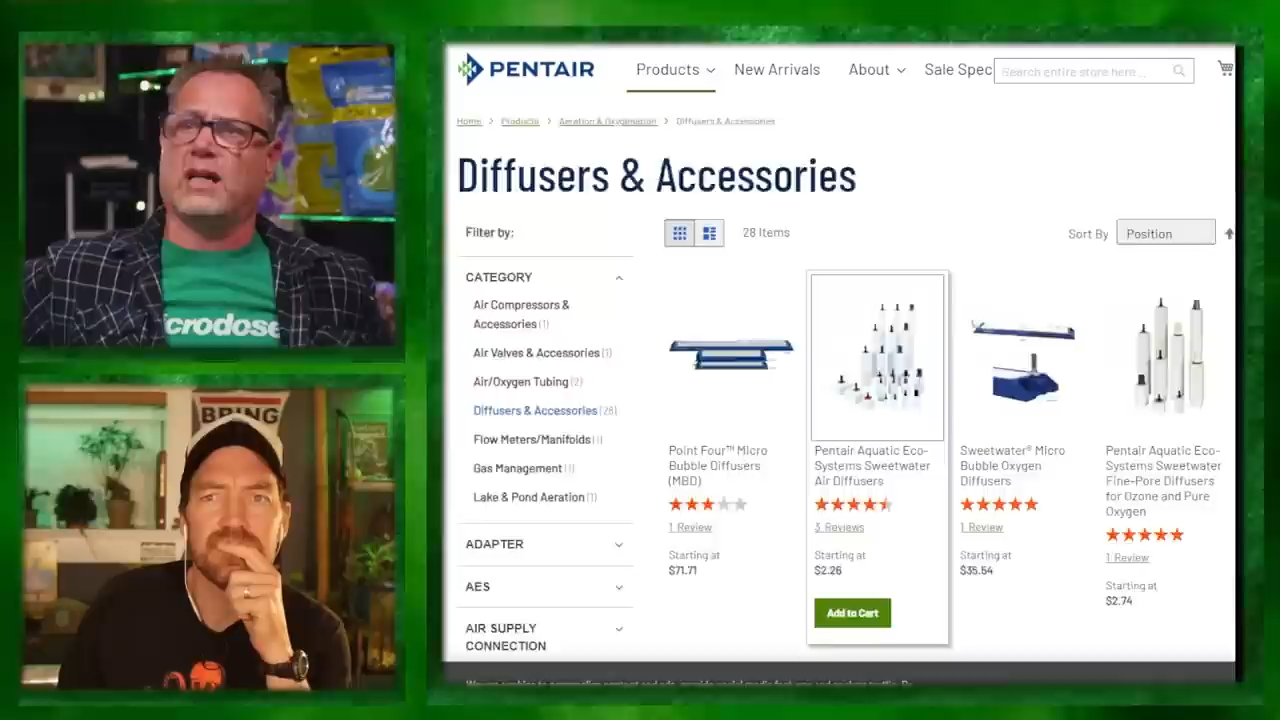 PENTAIR
Products
New Arrivals
About
Sale Spec
Search entire store here...
Home > Products > Aeration & Oxygenation > Diffusers & Accessories
Diffusers & Accessories
Filter by:
28 Items
Sort By
Position
CATEGORY
Air Compressors &
Accessories (1)
Air Valves & Accessories (1)
Air/Oxygen Tubing (2)
Diffusers & Accessories (28)
Flow Meters/Manifolds (1)
Gas Management (1)
Lake & Pond Aeration (1)
ADAPTER
AES
AIR SUPPLY
CONNECTION
Point Four™ Micro
Bubble Diffusers
(MBD)
1 Review
Starting at
$71.71
Pentair Aquatic Eco-
Systems Sweetwater
Air Diffusers
3 Reviews
Starting at
$2.26
Add to Cart
Sweetwater® Micro
Bubble Oxygen
Diffusers
1 Review
Starting at
$35.54
Pentair Aquatic Eco-
Systems Sweetwater
Fine-Pore Diffusers
for Ozone and Pure
Oxygen
1 Review
Starting at
$2.74
crodose
BRING